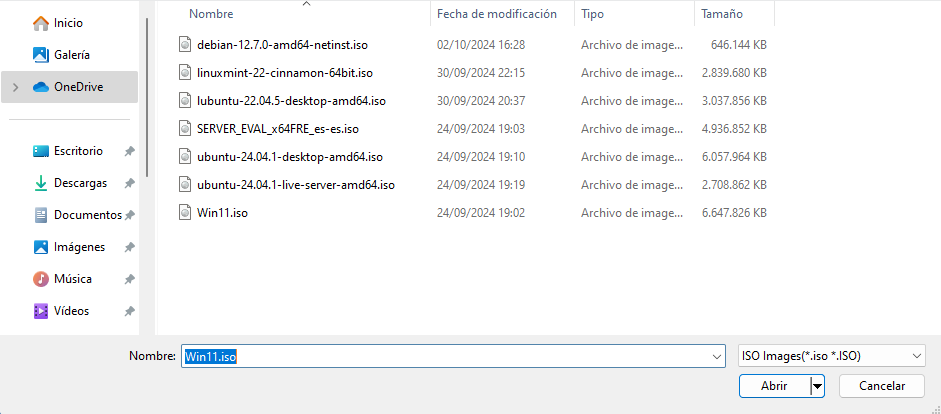 Inicio
Galería
OneDrive
Escritorio
Descargas
Documentos
Imágenes
Música
Vídeos
Nombre Fecha de modificación Tipo Tamaño
debian-12.7.0-amd64-netinst.iso 02/10/2024 16:28 Archivo de image... 646.144 KB
linuxmint-22-cinnamon-64bit.iso 30/09/2024 22:15 Archivo de image... 2.839.680 KB
lubuntu-22.04.5-desktop-amd64.iso 30/09/2024 20:37 Archivo de image... 3.037.856 KB
SERVER_EVAL_x64FRE_es-es.iso 24/09/2024 19:03 Archivo de image... 4.936.852 KB
ubuntu-24.04.1-desktop-amd64.iso 24/09/2024 19:10 Archivo de image... 6.057.964 KB
ubuntu-24.04.1-live-server-amd64.iso 24/09/2024 19:19 Archivo de image... 2.708.862 KB
Win11.iso 24/09/2024 19:02 Archivo de image... 6.647.826 KB
Nombre: Win11.iso ISO Images(*.iso *.ISO)
Abrir Cancelar